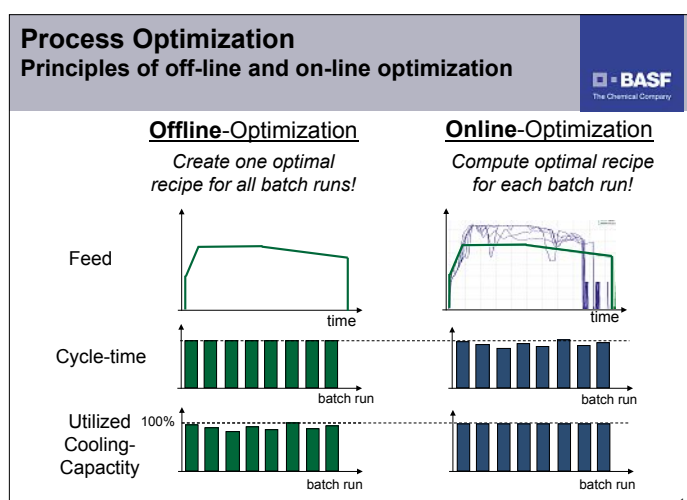 Process Optimization
Principles of off-line and on-line optimization
BASF
The Chemical Company
Offline-Optimization
Online-Optimization
Create one optimal
recipe for all batch runs!
Compute optimal recipe
for each batch run!
Feed
time
time
Cycle-time
batch run
batch run
Utilized
Cooling-
Capactity
100%
batch run
batch run